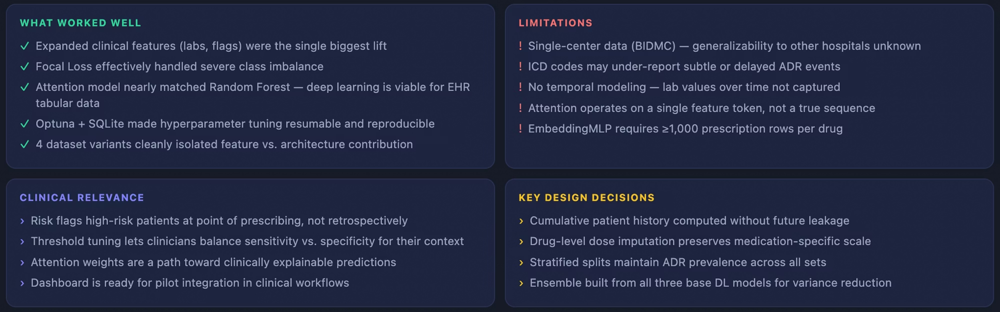 WHAT WORKED WELL
✓ Expanded clinical features (labs, flags) were the single biggest lift
✓ Focal Loss effectively handled severe class imbalance
✓ Attention model nearly matched Random Forest — deep learning is viable for EHR
tabular data
✓ Optuna + SQLite made hyperparameter tuning resumable and reproducible
✓ 4 dataset variants cleanly isolated feature vs. architecture contribution
LIMITATIONS
! Single-center data (BIDMC) — generalizability to other hospitals unknown
! ICD codes may under-report subtle or delayed ADR events
! No temporal modeling — lab values over time not captured
! Attention operates on a single feature token, not a true sequence
! EmbeddingMLP requires ≥1,000 prescription rows per drug
CLINICAL RELEVANCE
› Risk flags high-risk patients at point of prescribing, not retrospectively
› Threshold tuning lets clinicians balance sensitivity vs. specificity for their context
› Attention weights are a path toward clinically explainable predictions
› Dashboard is ready for pilot integration in clinical workflows
KEY DESIGN DECISIONS
› Cumulative patient history computed without future leakage
› Drug-level dose imputation preserves medication-specific scale
› Stratified splits maintain ADR prevalence across all sets
› Ensemble built from all three base DL models for variance reduction